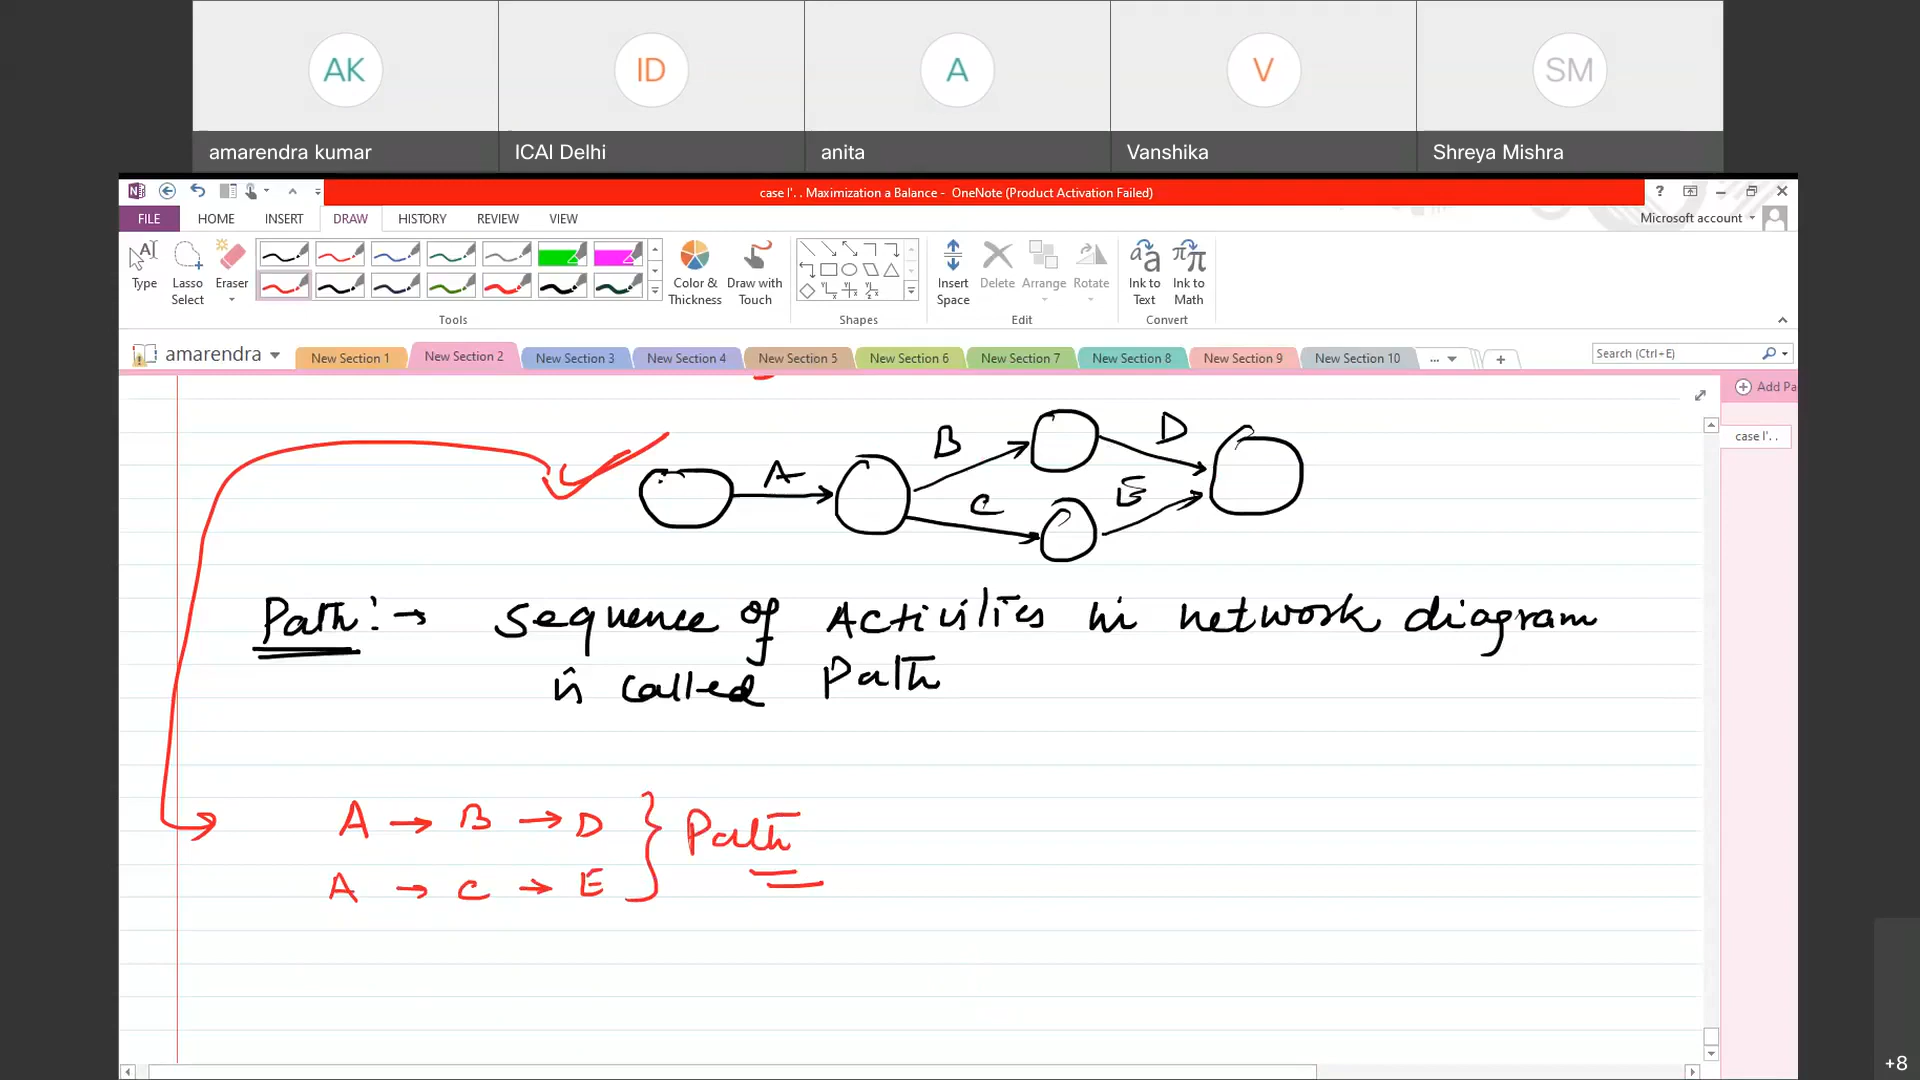 AK ID A V SM
amarendra kumar ICAI Delhi anita Vanshika Shreya Mishra
case I'. . Maximization a Balance - OneNote (Product Activation Failed) ?
FILE HOME INSERT DRAW HISTORY REVIEW VIEW Microsoft account
Type Lasso Select Eraser Color & Thickness Draw with Touch Insert Space Delete Arrange Rotate Ink to Text Ink to Math
Tools Shapes Edit Convert
amarendra New Section 1 New Section 2 New Section 3 New Section 4 New Section 5 New Section 6 New Section 7 New Section 8 New Section 9 New Section 10 ... Search (Ctrl+E)
Add Pa
case I'. .
A B C D E
Path :→ Sequence of Activities in network diagram
is called Path
A → B → D } Path
A → C → E
+8